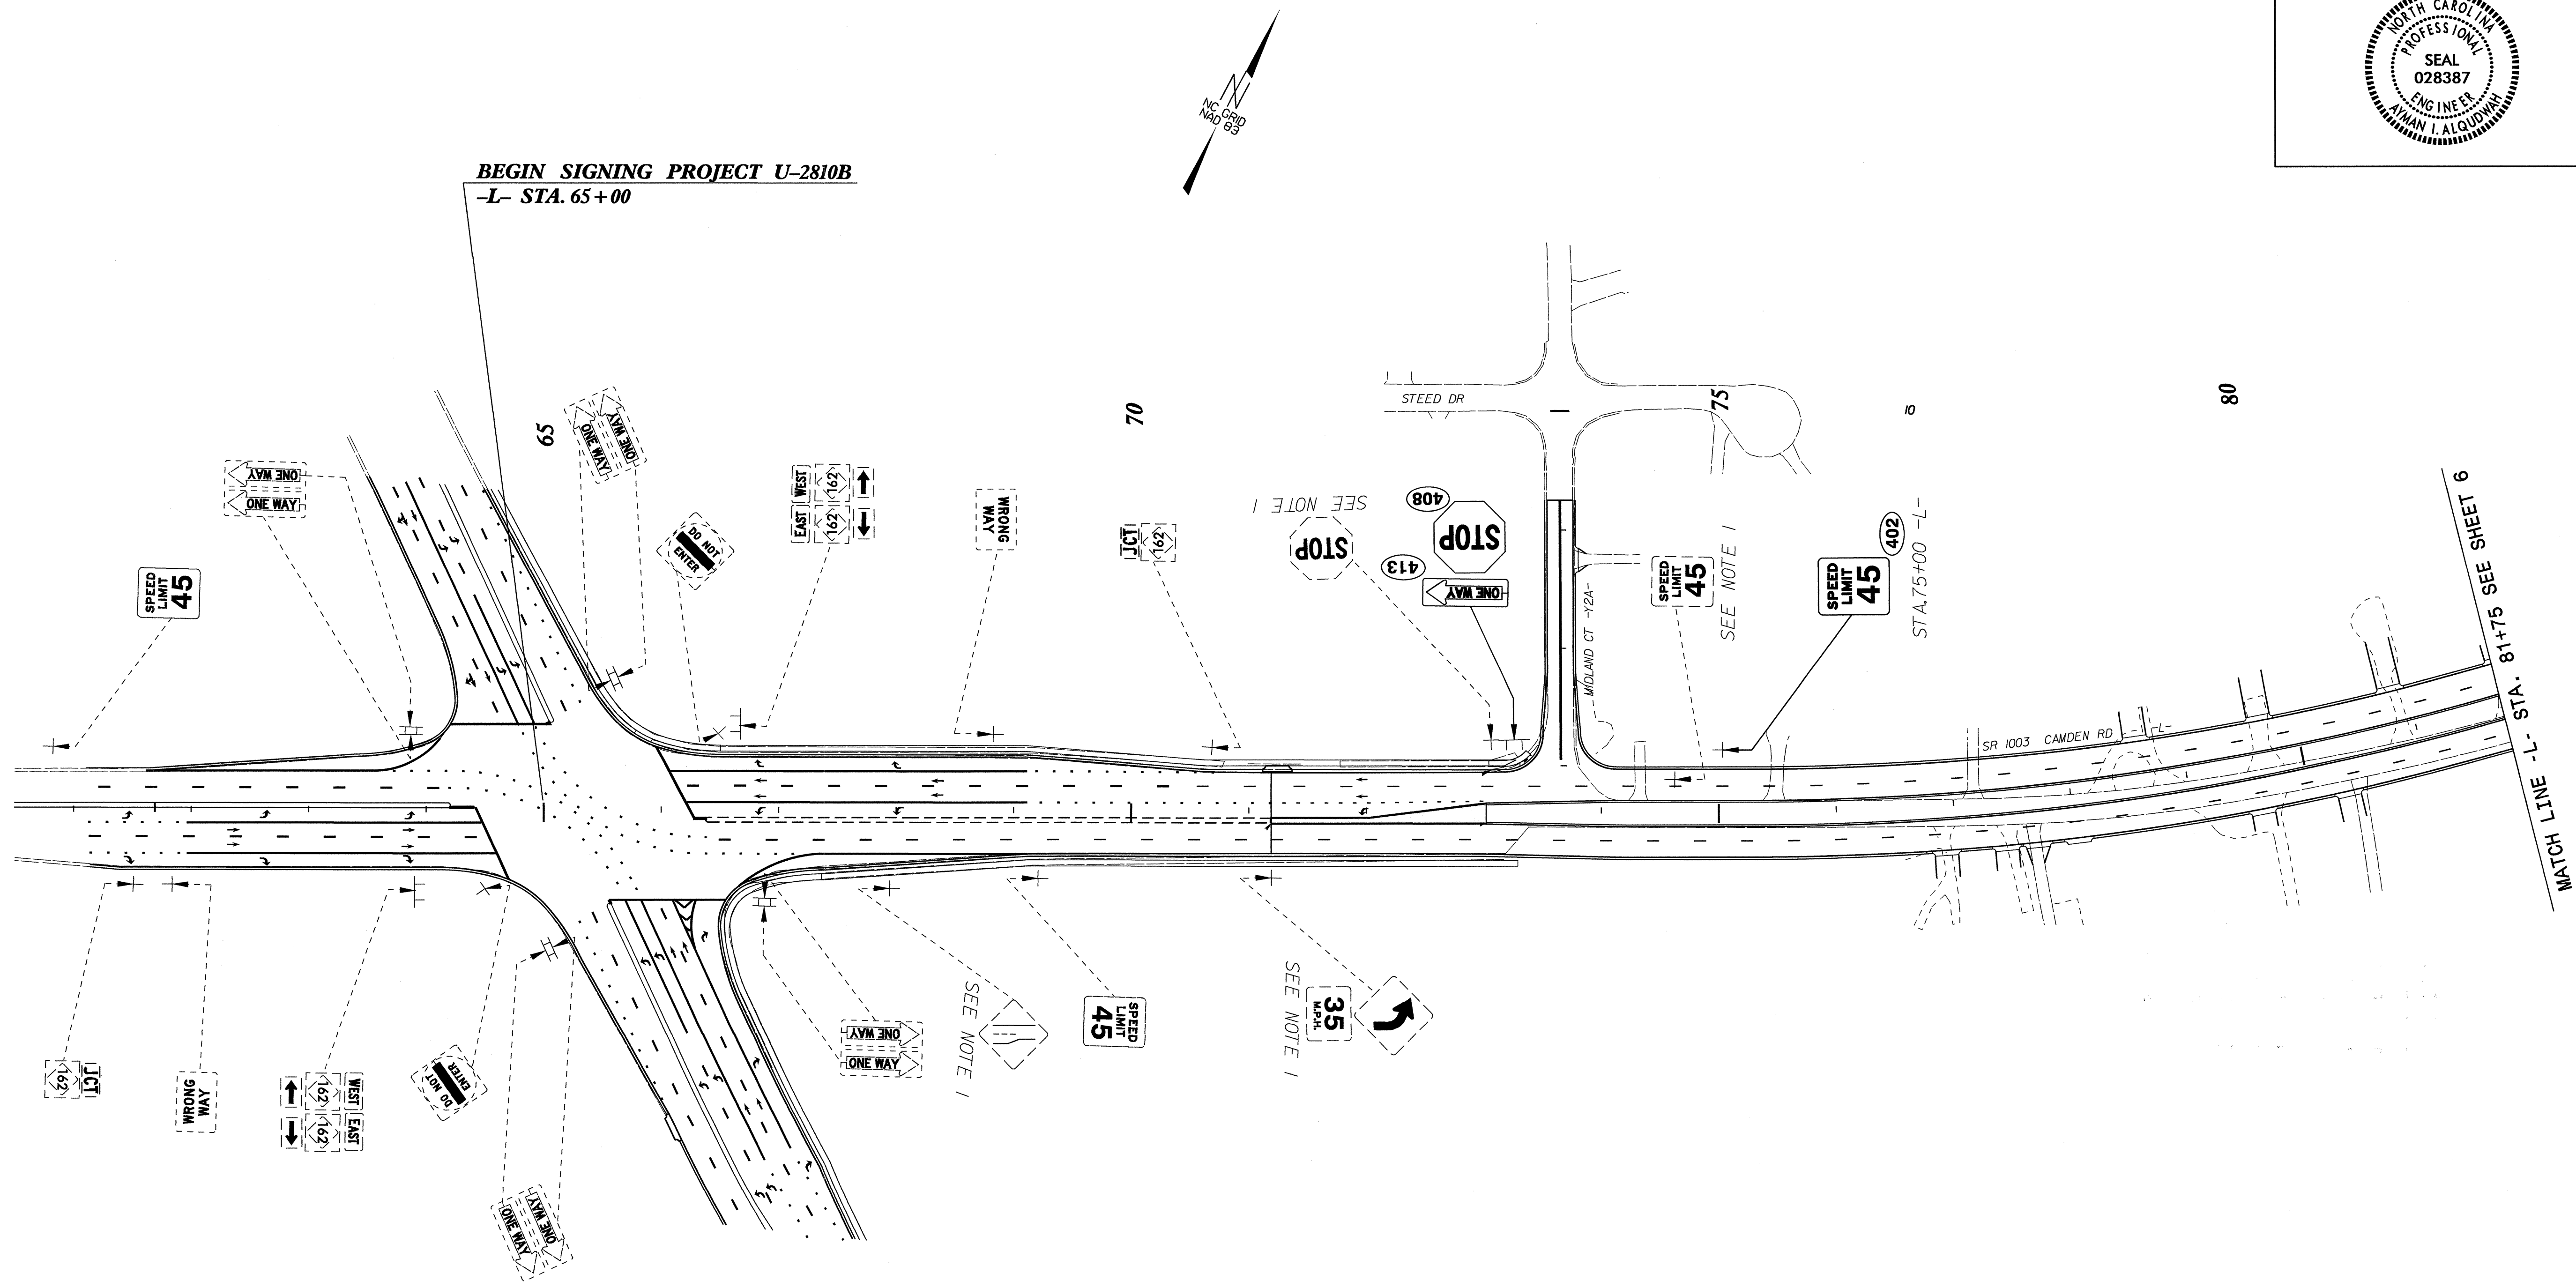 NORTH CAROLINA
PROFESSIONAL
SEAL
028387
ENGINEER
AYMAN I. ALQUDWAH
NC GRID
NAD 83
BEGIN SIGNING PROJECT U-2810B
-L- STA. 65+00
65
70
75
10
80
STEED DR
ONE WAY
ONE WAY
ONE WAY
ONE WAY
SPEED
LIMIT
45
DO NOT
ENTER
WEST
162
EAST
162
WRONG
WAY
JCT
162
SEE NOTE 1
STOP
408
STOP
413
ONE WAY
MIDLAND CT -Y2A-
SPEED
LIMIT
45
SEE NOTE 1
SPEED
LIMIT
45
402
STA.75+00 -L-
SR 1003 CAMDEN RD
-L-
MATCH LINE -L- STA. 81+75 SEE SHEET 6
JCT
162
WRONG
WAY
WEST
162
EAST
162
DO NOT
ENTER
ONE WAY
ONE WAY
ONE WAY
ONE WAY
SEE NOTE 1
SPEED
LIMIT
45
SEE NOTE 1
35
M.P.H.